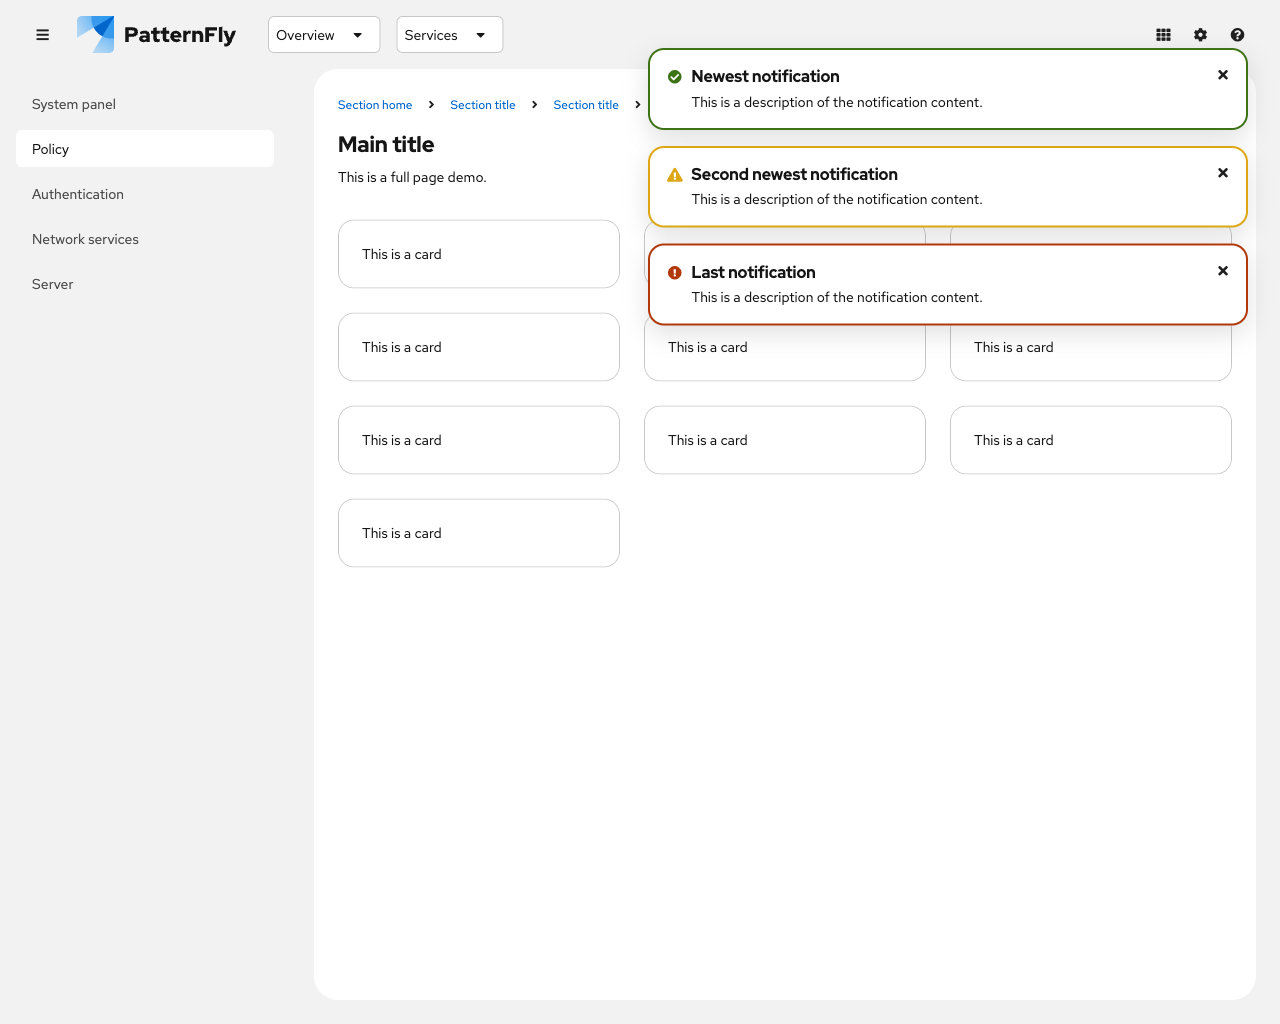 PatternFly
Overview
Services
System panel
Policy
Authentication
Network services
Server
Section home
Section title
Section title
Main title
This is a full page demo.
Newest notification
This is a description of the notification content.
Second newest notification
This is a description of the notification content.
Last notification
This is a description of the notification content.
This is a card
This is a card
This is a card
This is a card
This is a card
This is a card
This is a card
This is a card